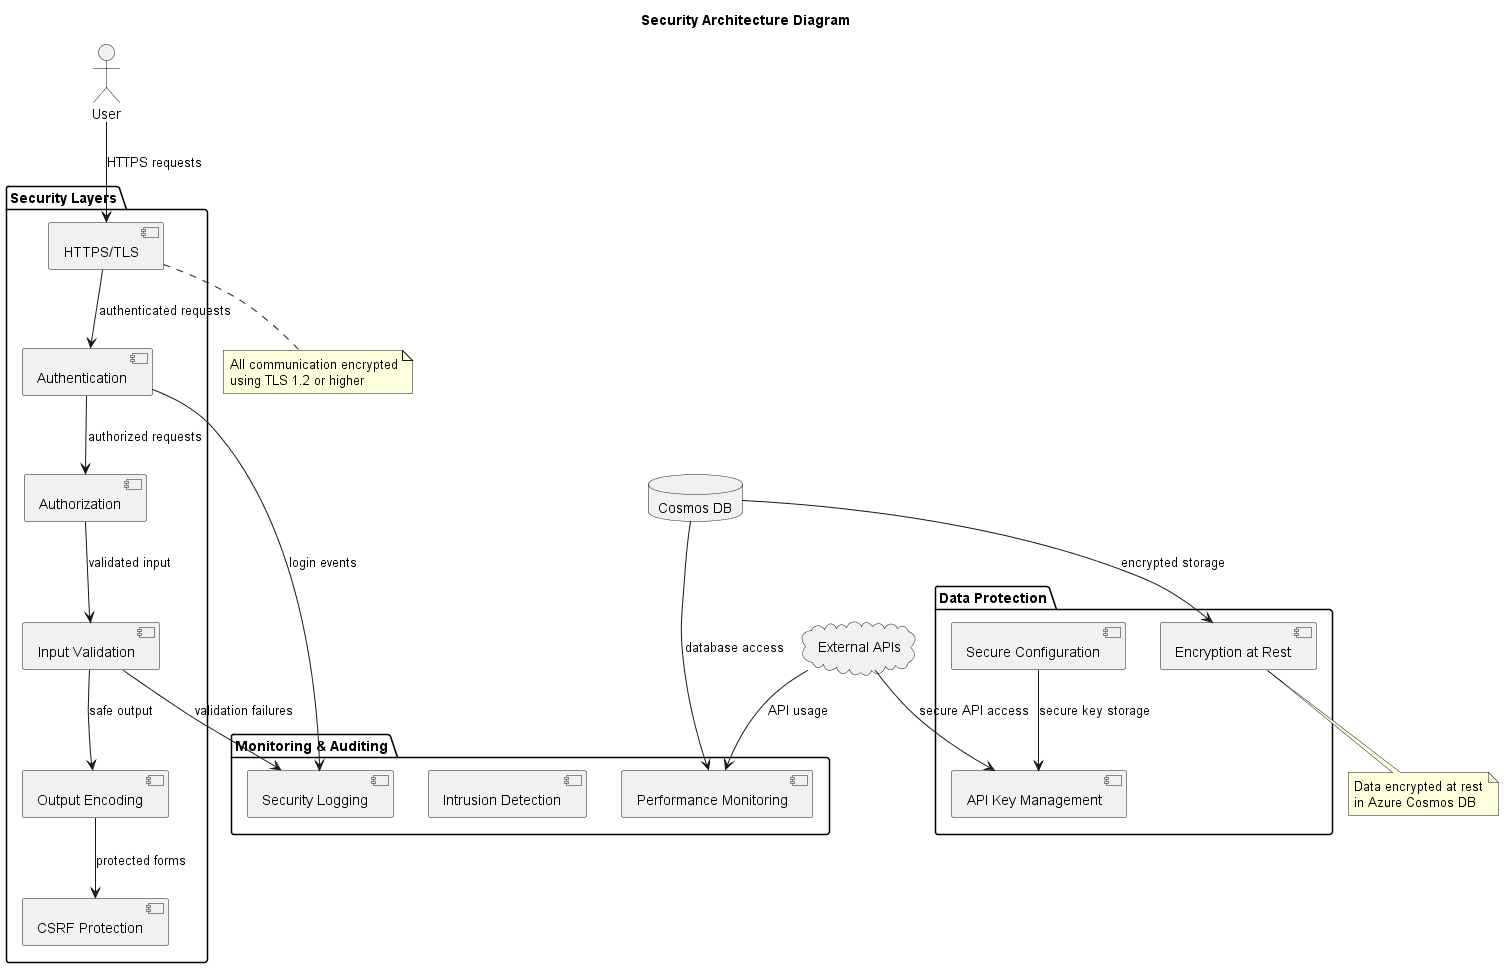 Security Architecture Diagram
User
HTTPS requests
Security Layers
HTTPS/TLS
authenticated requests
Authentication
All communication encrypted
using TLS 1.2 or higher
authorized requests
Authorization
Cosmos DB
validated input
login events
encrypted storage
Data Protection
Input Validation
database access
External APIs
Secure Configuration
Encryption at Rest
safe output
validation failures
API usage
secure API access
secure key storage
Monitoring & Auditing
Output Encoding
Security Logging
Intrusion Detection
Performance Monitoring
API Key Management
Data encrypted at rest
in Azure Cosmos DB
protected forms
CSRF Protection